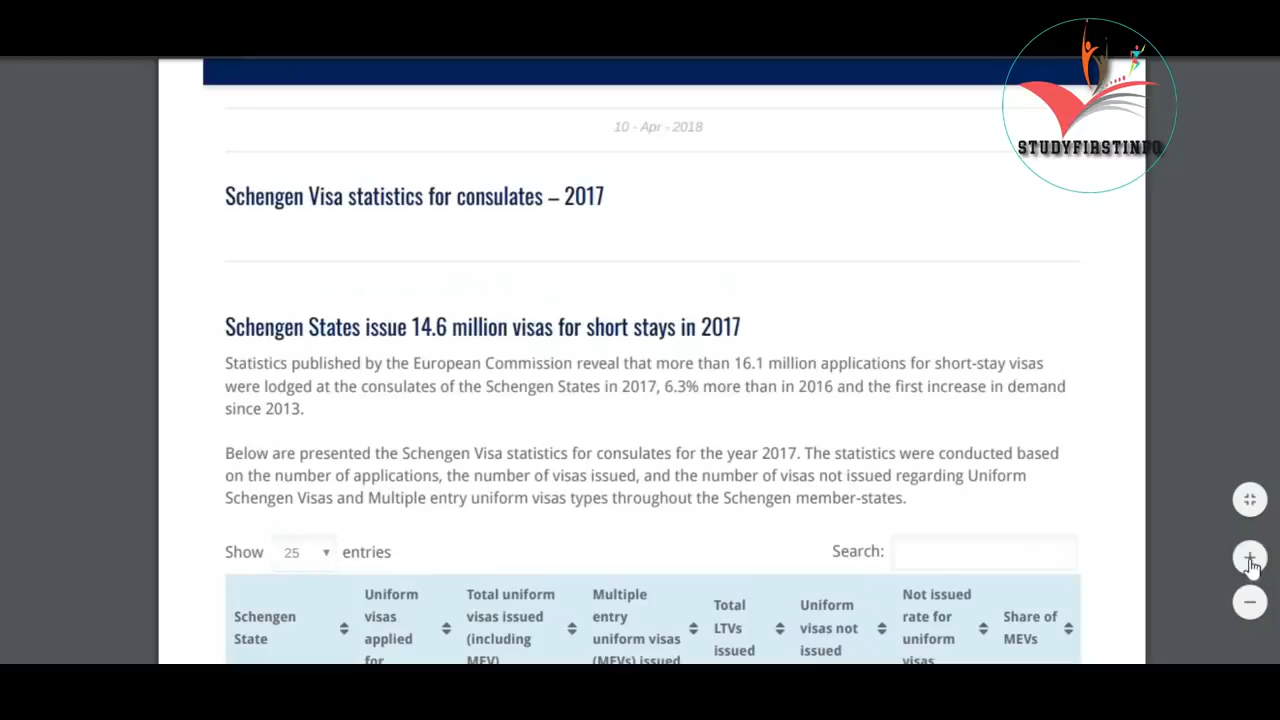 STUDYFIRSTINFO
10 - Apr - 2018
Schengen Visa statistics for consulates – 2017
Schengen States issue 14.6 million visas for short stays in 2017
Statistics published by the European Commission reveal that more than 16.1 million applications for short-stay visas
were lodged at the consulates of the Schengen States in 2017, 6.3% more than in 2016 and the first increase in demand
since 2013.
Below are presented the Schengen Visa statistics for consulates for the year 2017. The statistics were conducted based
on the number of applications, the number of visas issued, and the number of visas not issued regarding Uniform
Schengen Visas and Multiple entry uniform visas types throughout the Schengen member-states.
Show 25 entries Search:
Schengen
State
Uniform
visas
applied
for
Total uniform
visas issued
(including
MEV)
Multiple
entry
uniform visas
(MEVs) issued
Total
LTVs
issued
Uniform
visas not
issued
Not issued
rate for
uniform
visas
Share of
MEVs